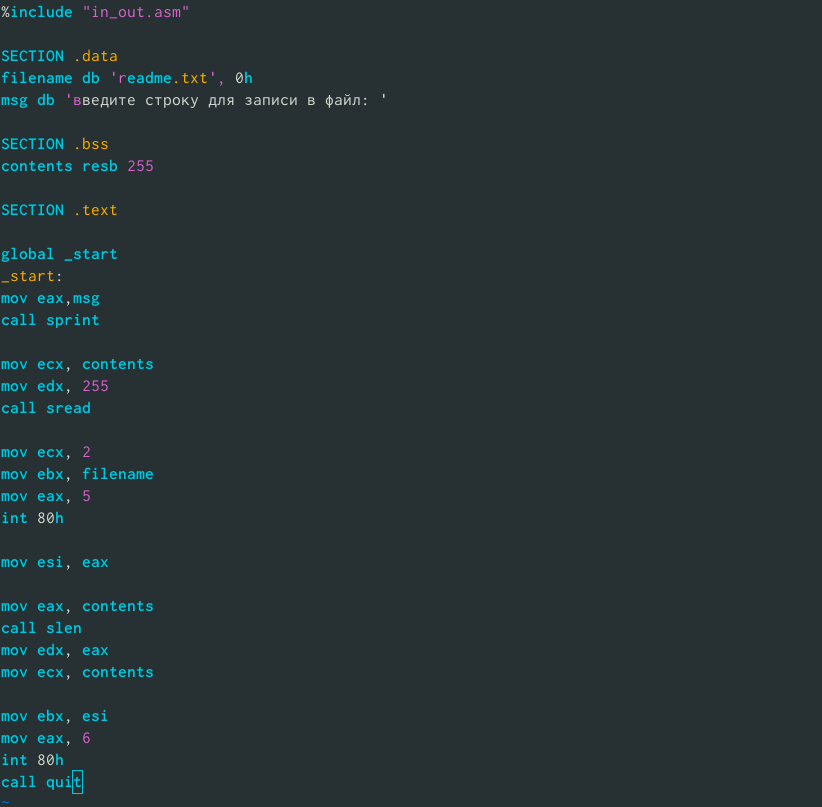 %include "in_out.asm"
SECTION .data
filename db 'readme.txt', 0h
msg db 'введите строку для записи в файл: '
SECTION .bss
contents resb 255
SECTION .text
global _start
_start:
mov eax,msg
call sprint
mov ecx, contents
mov edx, 255
call sread
mov ecx, 2
mov ebx, filename
mov eax, 5
int 80h
mov esi, eax
mov eax, contents
call slen
mov edx, eax
mov ecx, contents
mov ebx, esi
mov eax, 6
int 80h
call quit
~